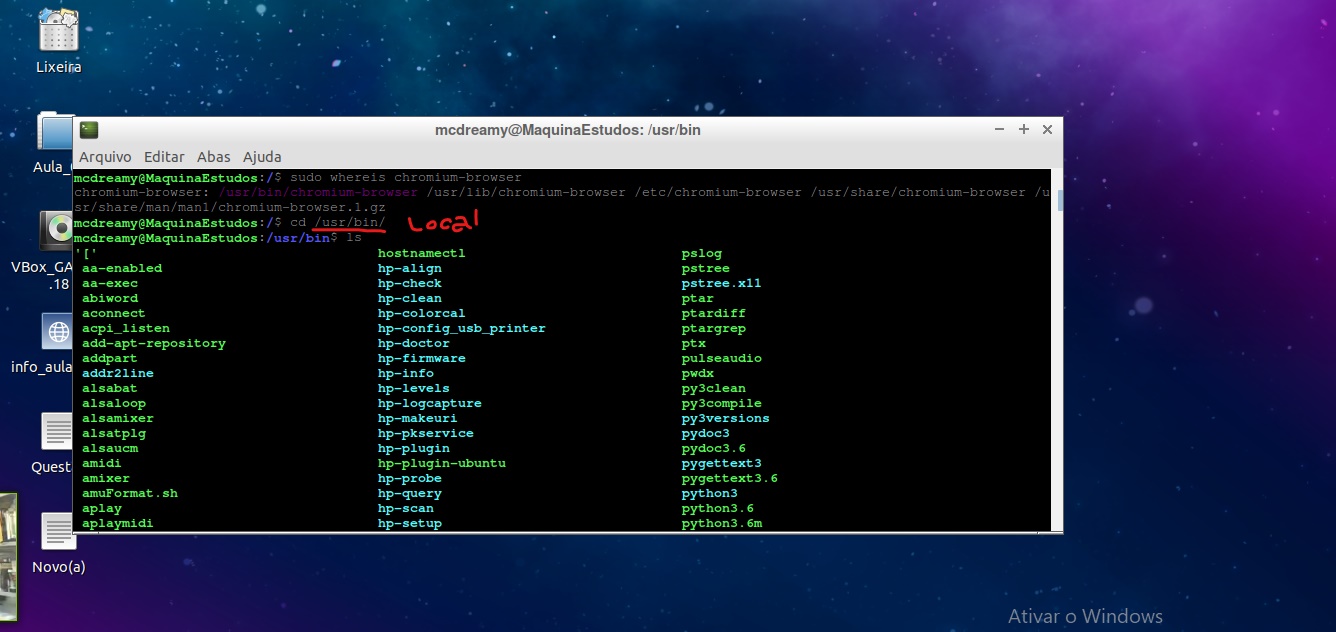 Lixeira
mcdreamy@MaquinaEstudos: /usr/bin
Aula_
Arquivo Editar Abas Ajuda
mcdreamy@MaquinaEstudos:/$ sudo whereis chromium-browser
chromium-browser: /usr/bin/chromium-browser /usr/lib/chromium-browser /etc/chromium-browser /usr/share/chromium-browser /u
sr/share/man/man1/chromium-browser.1.gz
mcdreamy@MaquinaEstudos:/$ cd /usr/bin/ Local
mcdreamy@MaquinaEstudos:/usr/bin$ ls
'[' hostnamectl pslog
aa-enabled hp-align pstree
aa-exec hp-check pstree.x11
abiword hp-clean ptar
aconnect hp-colorcal ptardiff
acpi_listen hp-config_usb_printer ptargrep
add-apt-repository hp-doctor ptx
addpart hp-firmware pulseaudio
addr2line hp-info pwdx
alsabat hp-levels py3clean
alsaloop hp-logcapture py3compile
alsamixer hp-makeuri py3versions
alsatplg hp-pkservice pydoc3
alsaucm hp-plugin pydoc3.6
amidi hp-plugin-ubuntu pygettext3
amixer hp-probe pygettext3.6
amuFormat.sh hp-query python3
aplay hp-scan python3.6
aplaymidi hp-setup python3.6m
VBox_GA
.18
info_aula
Quest
Novo(a)
Ativar o Windows